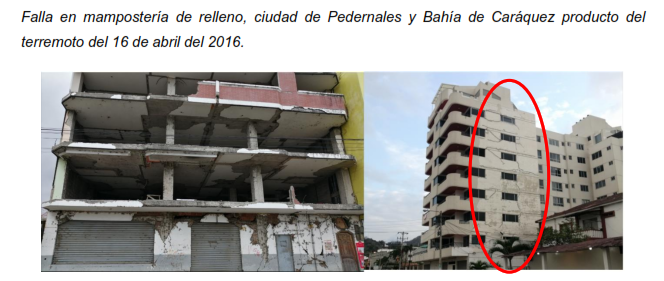 Falla en mampostería de relleno, ciudad de Pedernales y Bahía de Caráquez producto del
terremoto del 16 de abril del 2016.